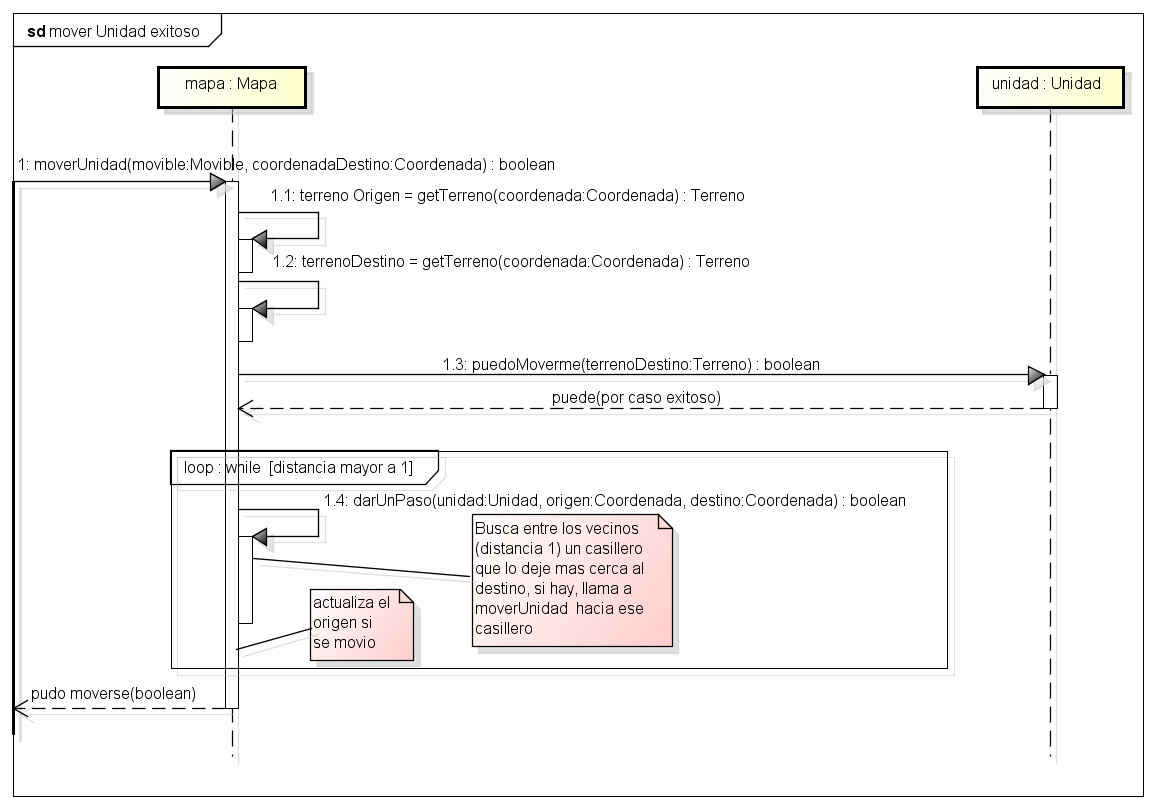 sd mover Unidad exitoso
mapa : Mapa
unidad : Unidad
1: moverUnidad(movible:Movible, coordenadaDestino:Coordenada) : boolean
1.1: terreno Origen = getTerreno(coordenada:Coordenada) : Terreno
1.2: terrenoDestino = getTerreno(coordenada:Coordenada) : Terreno
1.3: puedoMoverme(terrenoDestino:Terreno) : boolean
puede(por caso exitoso)
loop : while [distancia mayor a 1]
1.4: darUnPaso(unidad:Unidad, origen:Coordenada, destino:Coordenada) : boolean
Busca entre los vecinos
(distancia 1) un casillero
que lo deje mas cerca al
destino, si hay, llama a
moverUnidad hacia ese
casillero
actualiza el
origen si
se movio
pudo moverse(boolean)